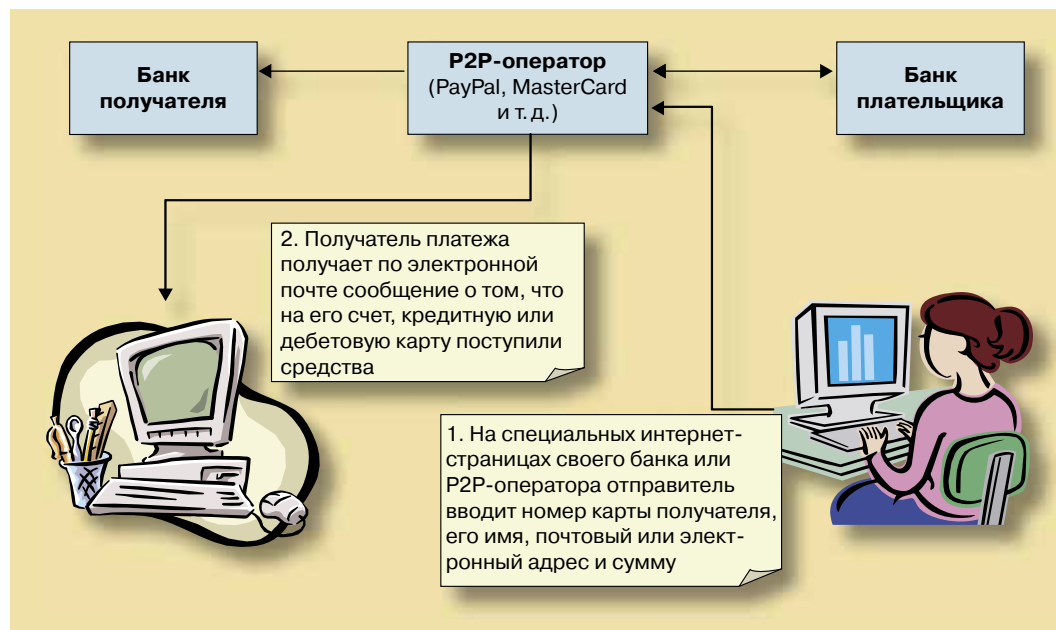 Банк
получателя
P2P-оператор
(PayPal, MasterCard
и т. д.)
Банк
плательщика
2. Получатель платежа
получает по электронной
почте сообщение о том, что
на его счет, кредитную или
дебетовую карту поступили
средства
1. На специальных интернет-
страницах своего банка или
P2P-оператора отправитель
вводит номер карты получателя,
его имя, почтовый или элект-
ронный адрес и сумму